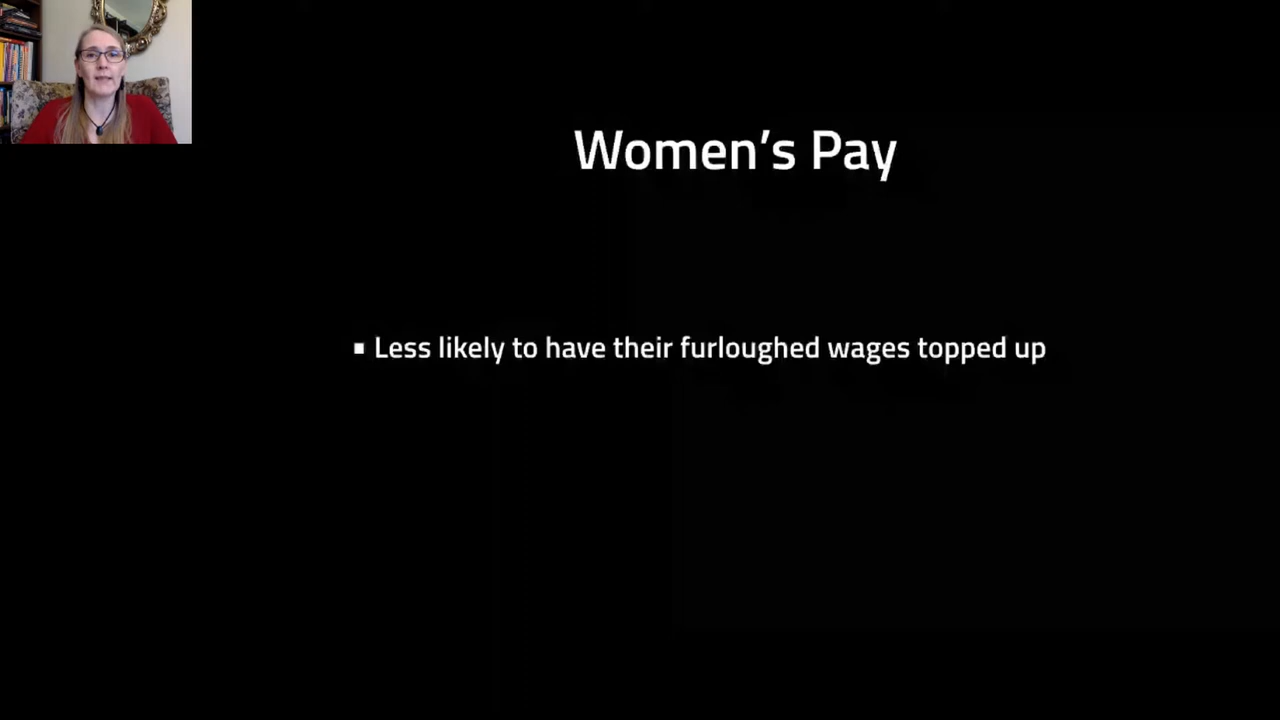 Women’s Pay
▪ Less likely to have their furloughed wages topped up